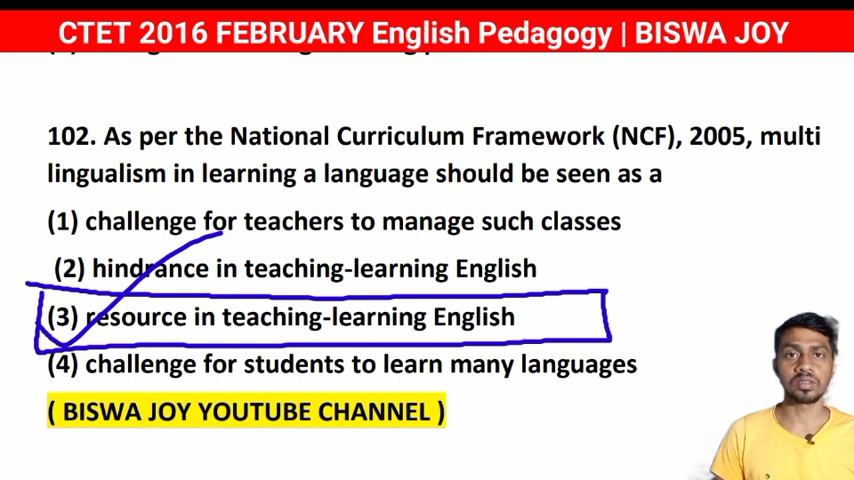 CTET 2016 FEBRUARY English Pedagogy | BISWA JOY
102. As per the National Curriculum Framework (NCF), 2005, multi
lingualism in learning a language should be seen as a
(1) challenge for teachers to manage such classes
(2) hindrance in teaching-learning English
(3) resource in teaching-learning English
(4) challenge for students to learn many languages
( BISWA JOY YOUTUBE CHANNEL )